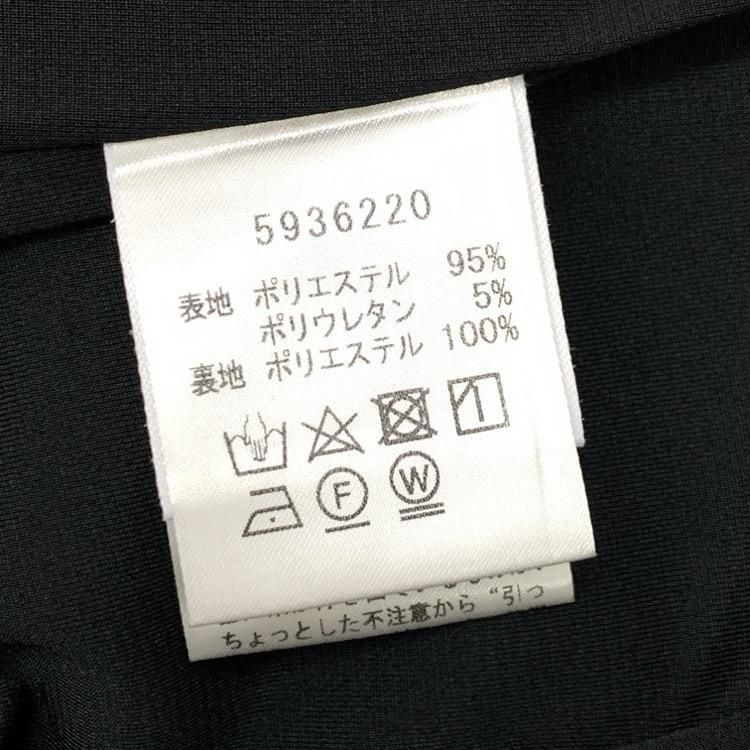 5936220
表地 ポリエステル 95%
ポリウレタン 5%
裏地 ポリエステル 100%
F W
ちょっとした不注意から“引っ